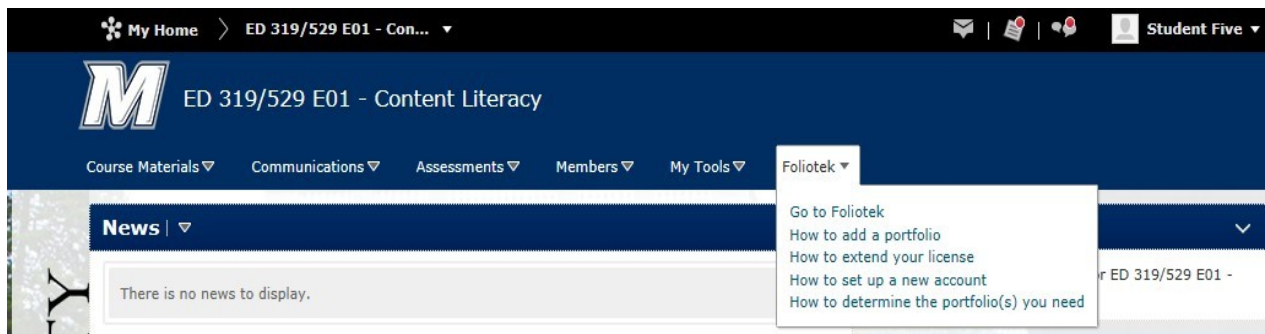 My Home
ED 319/529 E01 - Con...
Student Five
M
ED 319/529 E01 - Content Literacy
Course Materials
Communications
Assessments
Members
My Tools
Foliotek
Go to Foliotek
How to add a portfolio
How to extend your license
How to set up a new account
How to determine the portfolio(s) you need
News
There is no news to display.
r ED 319/529 E01 -
Y